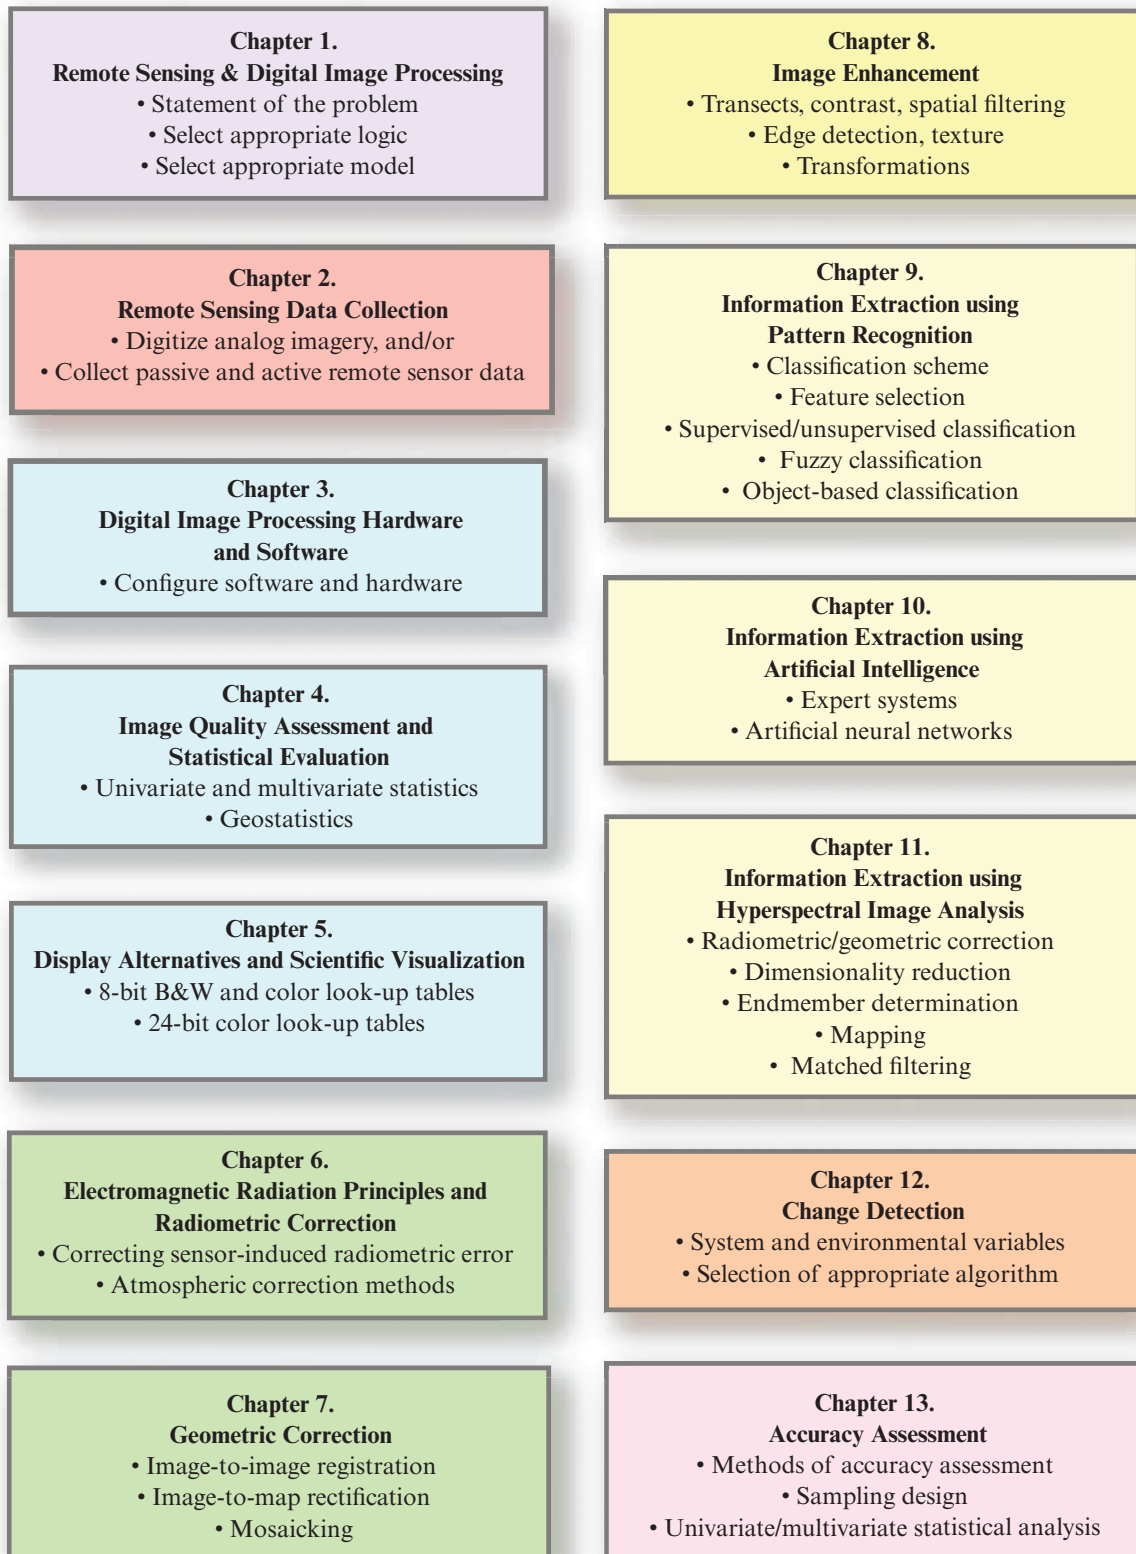 Chapter 1.
Remote Sensing & Digital Image Processing
• Statement of the problem
• Select appropriate logic
• Select appropriate model
Chapter 2.
Remote Sensing Data Collection
• Digitize analog imagery, and/or
• Collect passive and active remote sensor data
Chapter 3.
Digital Image Processing Hardware
and Software
• Configure software and hardware
Chapter 4.
Image Quality Assessment and
Statistical Evaluation
• Univariate and multivariate statistics
• Geostatistics
Chapter 5.
Display Alternatives and Scientific Visualization
• 8-bit B&W and color look-up tables
• 24-bit color look-up tables
Chapter 6.
Electromagnetic Radiation Principles and
Radiometric Correction
• Correcting sensor-induced radiometric error
• Atmospheric correction methods
Chapter 7.
Geometric Correction
• Image-to-image registration
• Image-to-map rectification
• Mosaicking
Chapter 8.
Image Enhancement
• Transects, contrast, spatial filtering
• Edge detection, texture
• Transformations
Chapter 9.
Information Extraction using
Pattern Recognition
• Classification scheme
• Feature selection
• Supervised/unsupervised classification
• Fuzzy classification
• Object-based classification
Chapter 10.
Information Extraction using
Artificial Intelligence
• Expert systems
• Artificial neural networks
Chapter 11.
Information Extraction using
Hyperspectral Image Analysis
• Radiometric/geometric correction
• Dimensionality reduction
• Endmember determination
• Mapping
• Matched filtering
Chapter 12.
Change Detection
• System and environmental variables
• Selection of appropriate algorithm
Chapter 13.
Accuracy Assessment
• Methods of accuracy assessment
• Sampling design
• Univariate/multivariate statistical analysis